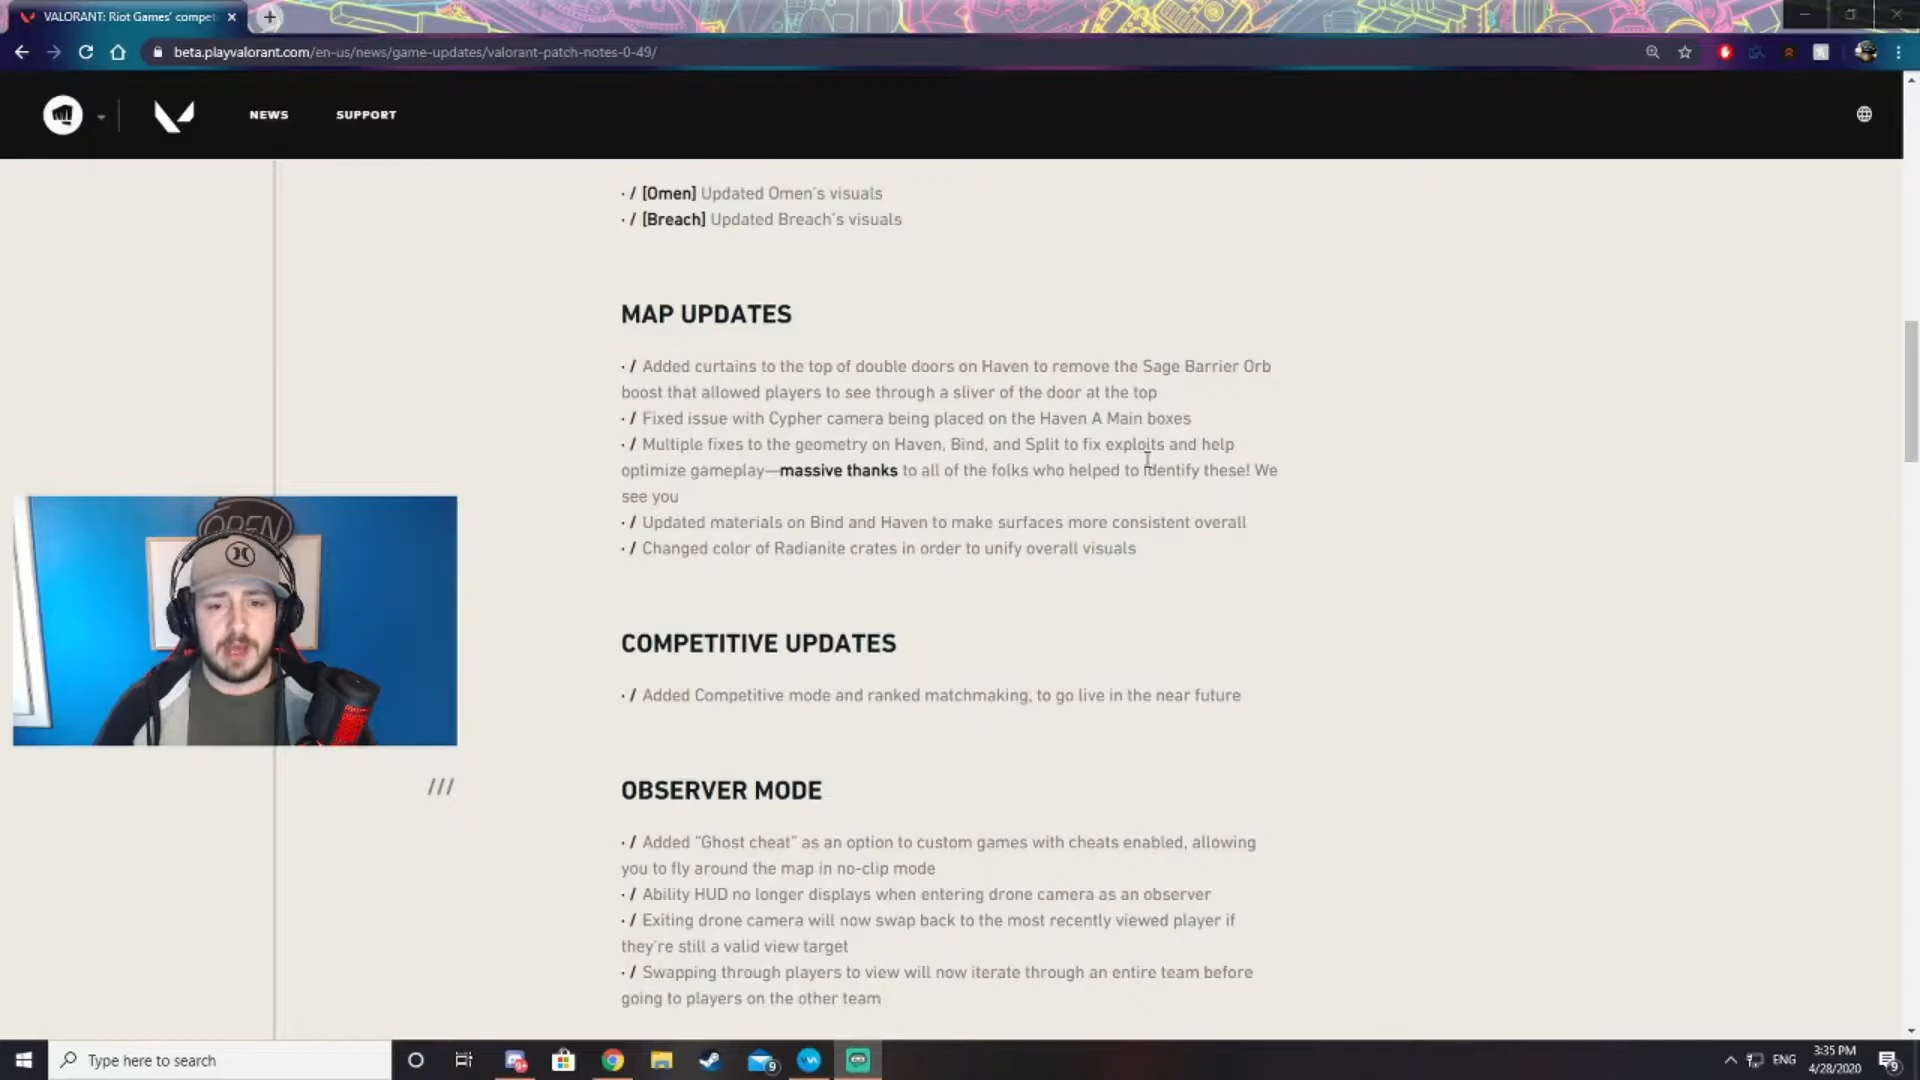 VALORANT: Riot Games' compet
beta.playvalorant.com/en-us/news/game-updates/valorant-patch-notes-0-49/
NEWS SUPPORT
· / [Omen] Updated Omen's visuals
· / [Breach] Updated Breach's visuals
MAP UPDATES
· / Added curtains to the top of double doors on Haven to remove the Sage Barrier Orb
boost that allowed players to see through a sliver of the door at the top
· / Fixed issue with Cypher camera being placed on the Haven A Main boxes
· / Multiple fixes to the geometry on Haven, Bind, and Split to fix exploits and help
optimize gameplay—massive thanks to all of the folks who helped to identify these! We
see you
· / Updated materials on Bind and Haven to make surfaces more consistent overall
· / Changed color of Radianite crates in order to unify overall visuals
OPEN
COMPETITIVE UPDATES
· / Added Competitive mode and ranked matchmaking, to go live in the near future
///
OBSERVER MODE
· / Added "Ghost cheat" as an option to custom games with cheats enabled, allowing
you to fly around the map in no-clip mode
· / Ability HUD no longer displays when entering drone camera as an observer
· / Exiting drone camera will now swap back to the most recently viewed player if
they're still a valid view target
· / Swapping through players to view will now iterate through an entire team before
going to players on the other team
Type here to search
9
ENG
3:35 PM
4/28/2020
9